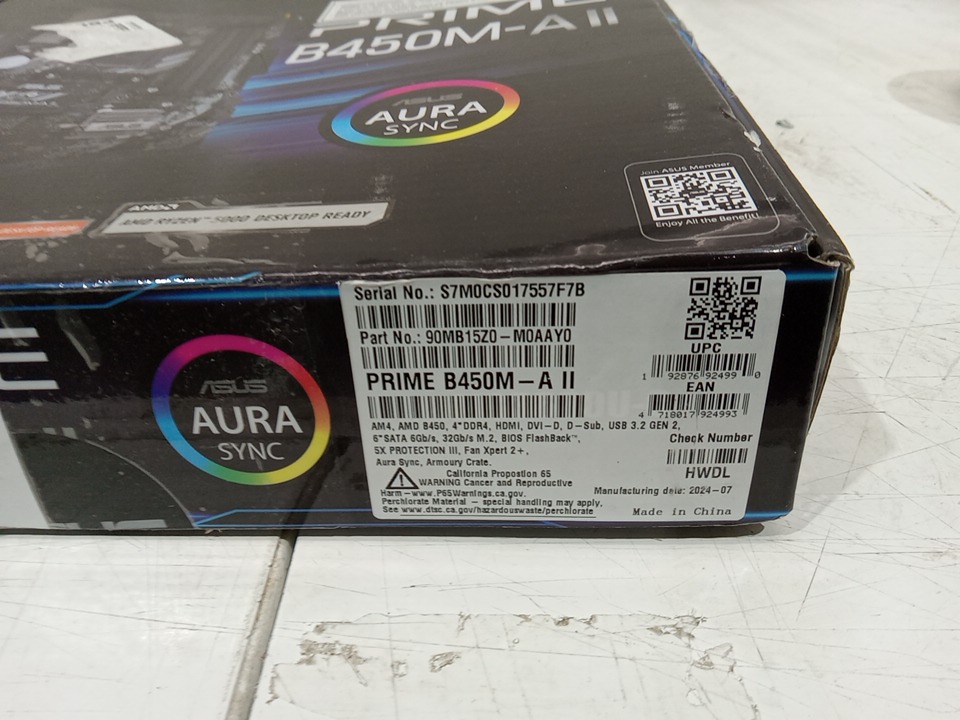 PRIME
B450M-A II
ASUS
AURA
SYNC
Join ASUS Member
Enjoy All the Benefit!
AMD
AMD RYZEN™ 5000 DESKTOP READY
E
ASUS
AURA
SYNC
Serial No.: S7M0CS017557F7B
Part No.: 90MB15Z0-M0AAY0
PRIME B450M-A II
AM4, AMD B450, 4*DDR4, HDMI, DVI-D, D-Sub, USB 3.2 GEN 2,
6*SATA 6Gb/s, 32Gb/s M.2, BIOS FlashBack™,
5X PROTECTION III, Fan Xpert 2+,
Aura Sync, Armoury Crate.
California Propostion 65
WARNING Cancer and Reproductive
Harm-www.P65Warnings.ca.gov.
Perchlorate Material - special handling may apply,
See www.dtsc.ca.gov/hazardouswaste/perchlorate
UPC
1 92876 92499 0
EAN
4 718017 924993
Check Number
HWDL
Manufacturing date: 2024-07
Made in China